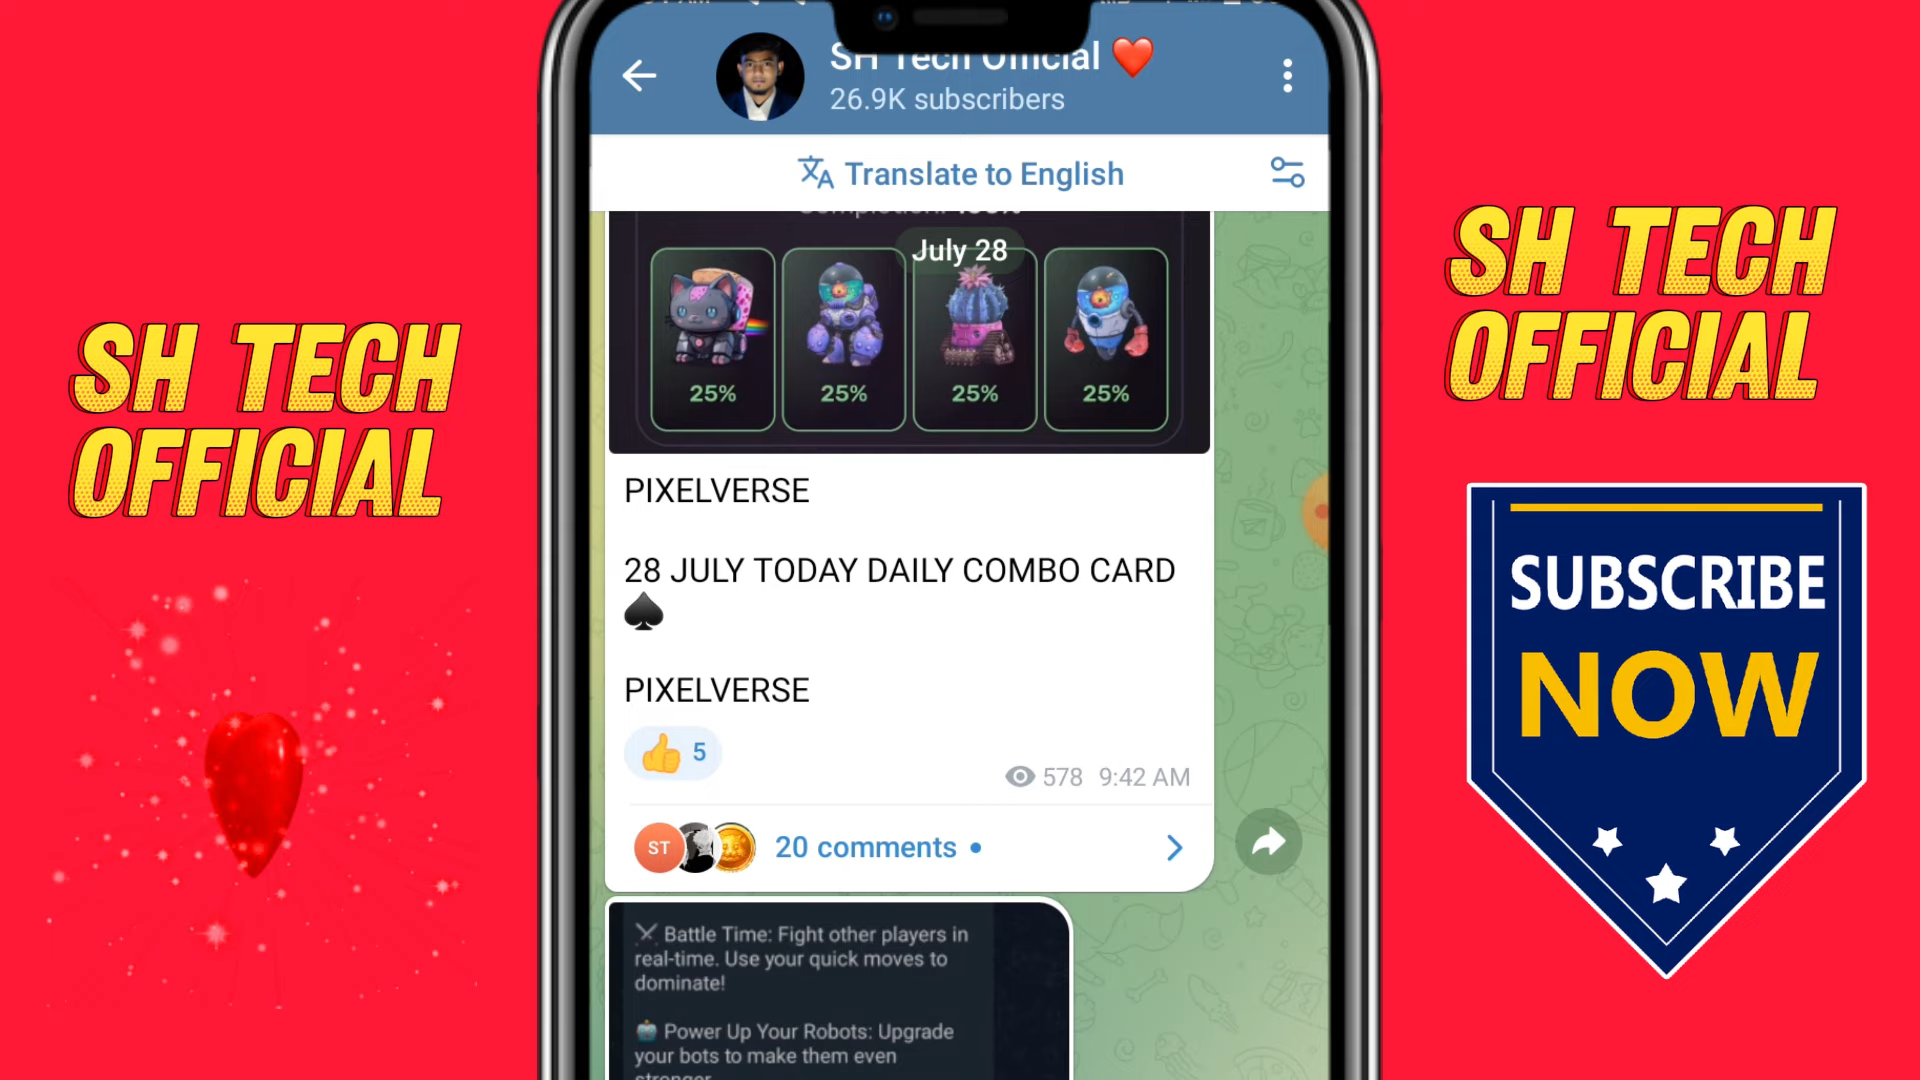 SH Tech Official ❤️
26.9K subscribers
Translate to English
July 28
25%
25%
25%
25%
PIXELVERSE
28 JULY TODAY DAILY COMBO CARD
♠️
PIXELVERSE
👍 5
578 9:42 AM
ST
20 comments
⚔ Battle Time: Fight other players in
real-time. Use your quick moves to
dominate!
🤖 Power Up Your Robots: Upgrade
your bots to make them even
SH TECH
OFFICIAL
SH TECH
OFFICIAL
SUBSCRIBE
NOW